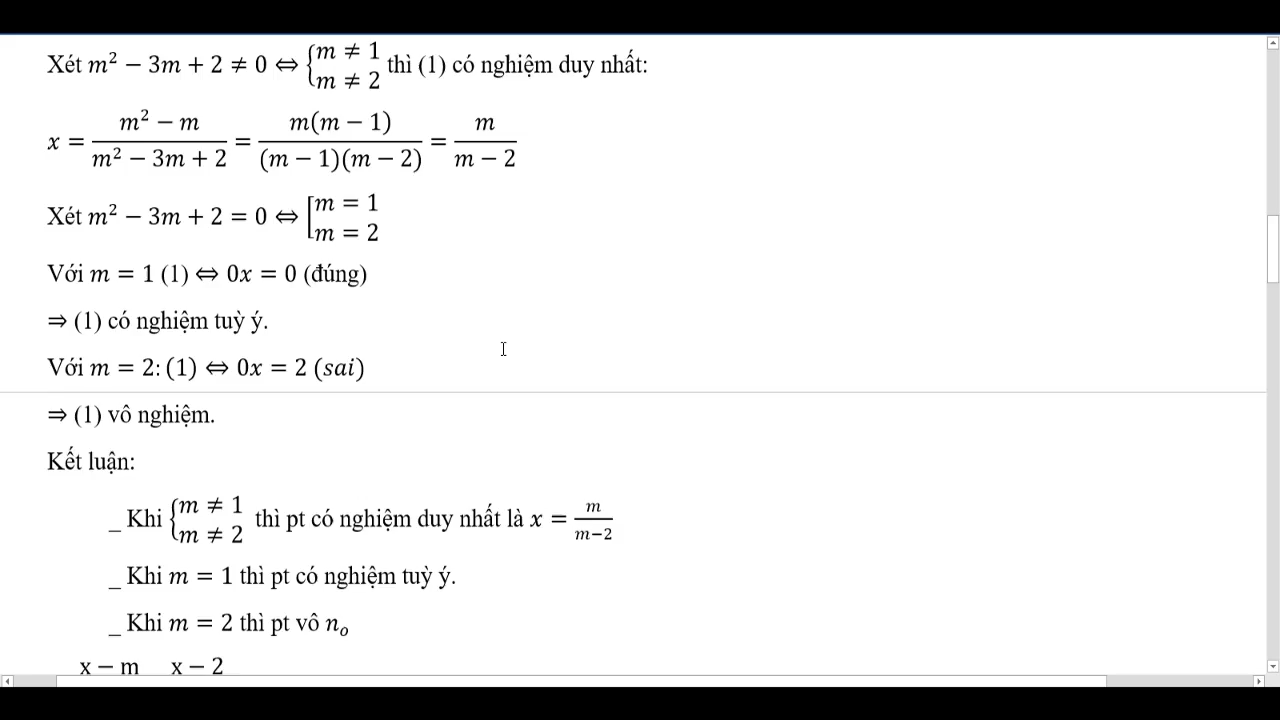 Xét m² − 3m + 2 ≠ 0 ⇔ {m ≠ 1 m ≠ 2 thì (1) có nghiệm duy nhất:
x = (m² − m)/(m² − 3m + 2) = m(m − 1)/((m − 1)(m − 2)) = m/(m − 2)
Xét m² − 3m + 2 = 0 ⇔ [m = 1 m = 2
Với m = 1 (1) ⇔ 0x = 0 (đúng)
⇒ (1) có nghiệm tuỳ ý.
Với m = 2: (1) ⇔ 0x = 2 (sai)
⇒ (1) vô nghiệm.
Kết luận:
_ Khi {m ≠ 1 m ≠ 2 thì pt có nghiệm duy nhất là x = m/(m−2)
_ Khi m = 1 thì pt có nghiệm tuỳ ý.
_ Khi m = 2 thì pt vô nₒ
x − m x − 2